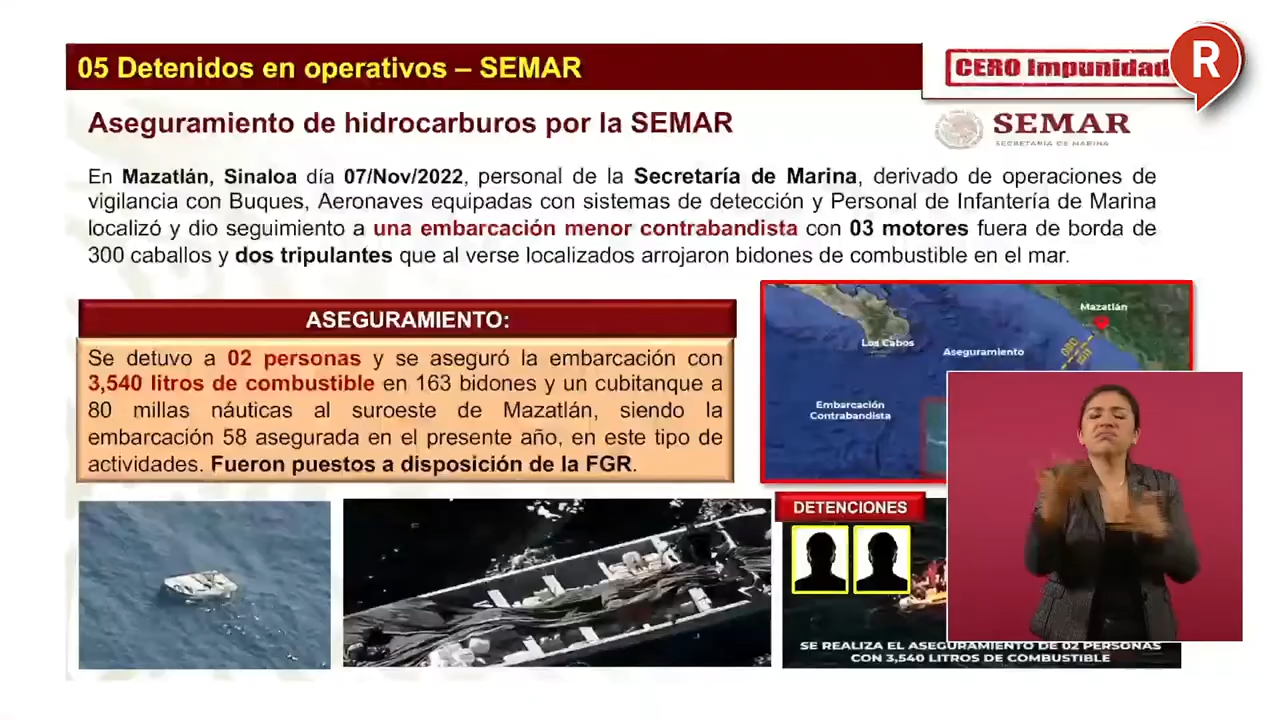 05 Detenidos en operativos – SEMAR
CERO Impunidad
R
Aseguramiento de hidrocarburos por la SEMAR
SEMAR
SECRETARÍA DE MARINA
En Mazatlán, Sinaloa día 07/Nov/2022, personal de la Secretaría de Marina, derivado de operaciones de
vigilancia con Buques, Aeronaves equipadas con sistemas de detección y Personal de Infantería de Marina
localizó y dio seguimiento a una embarcación menor contrabandista con 03 motores fuera de borda de
300 caballos y dos tripulantes que al verse localizados arrojaron bidones de combustible en el mar.
ASEGURAMIENTO:
Se detuvo a 02 personas y se aseguró la embarcación con
3,540 litros de combustible en 163 bidones y un cubitanque a
80 millas náuticas al suroeste de Mazatlán, siendo la
embarcación 58 asegurada en el presente año, en este tipo de
actividades. Fueron puestos a disposición de la FGR.
Mazatlán
Los Cabos
Aseguramiento
Embarcación
Contrabandista
DETENCIONES
SE REALIZA EL ASEGURAMIENTO DE 02 PERSONAS
CON 3,540 LITROS DE COMBUSTIBLE